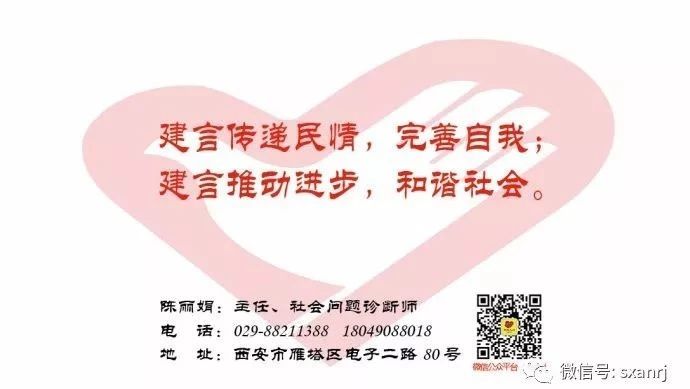 建言传递民情，完善自我；
建言推动进步，和谐社会。
陈丽娟：主任、社会问题诊断师
电 话：029-88211388 18049088018
地 址：西安市雁塔区电子二路80号
微信公众平台
微信号: sxanrj